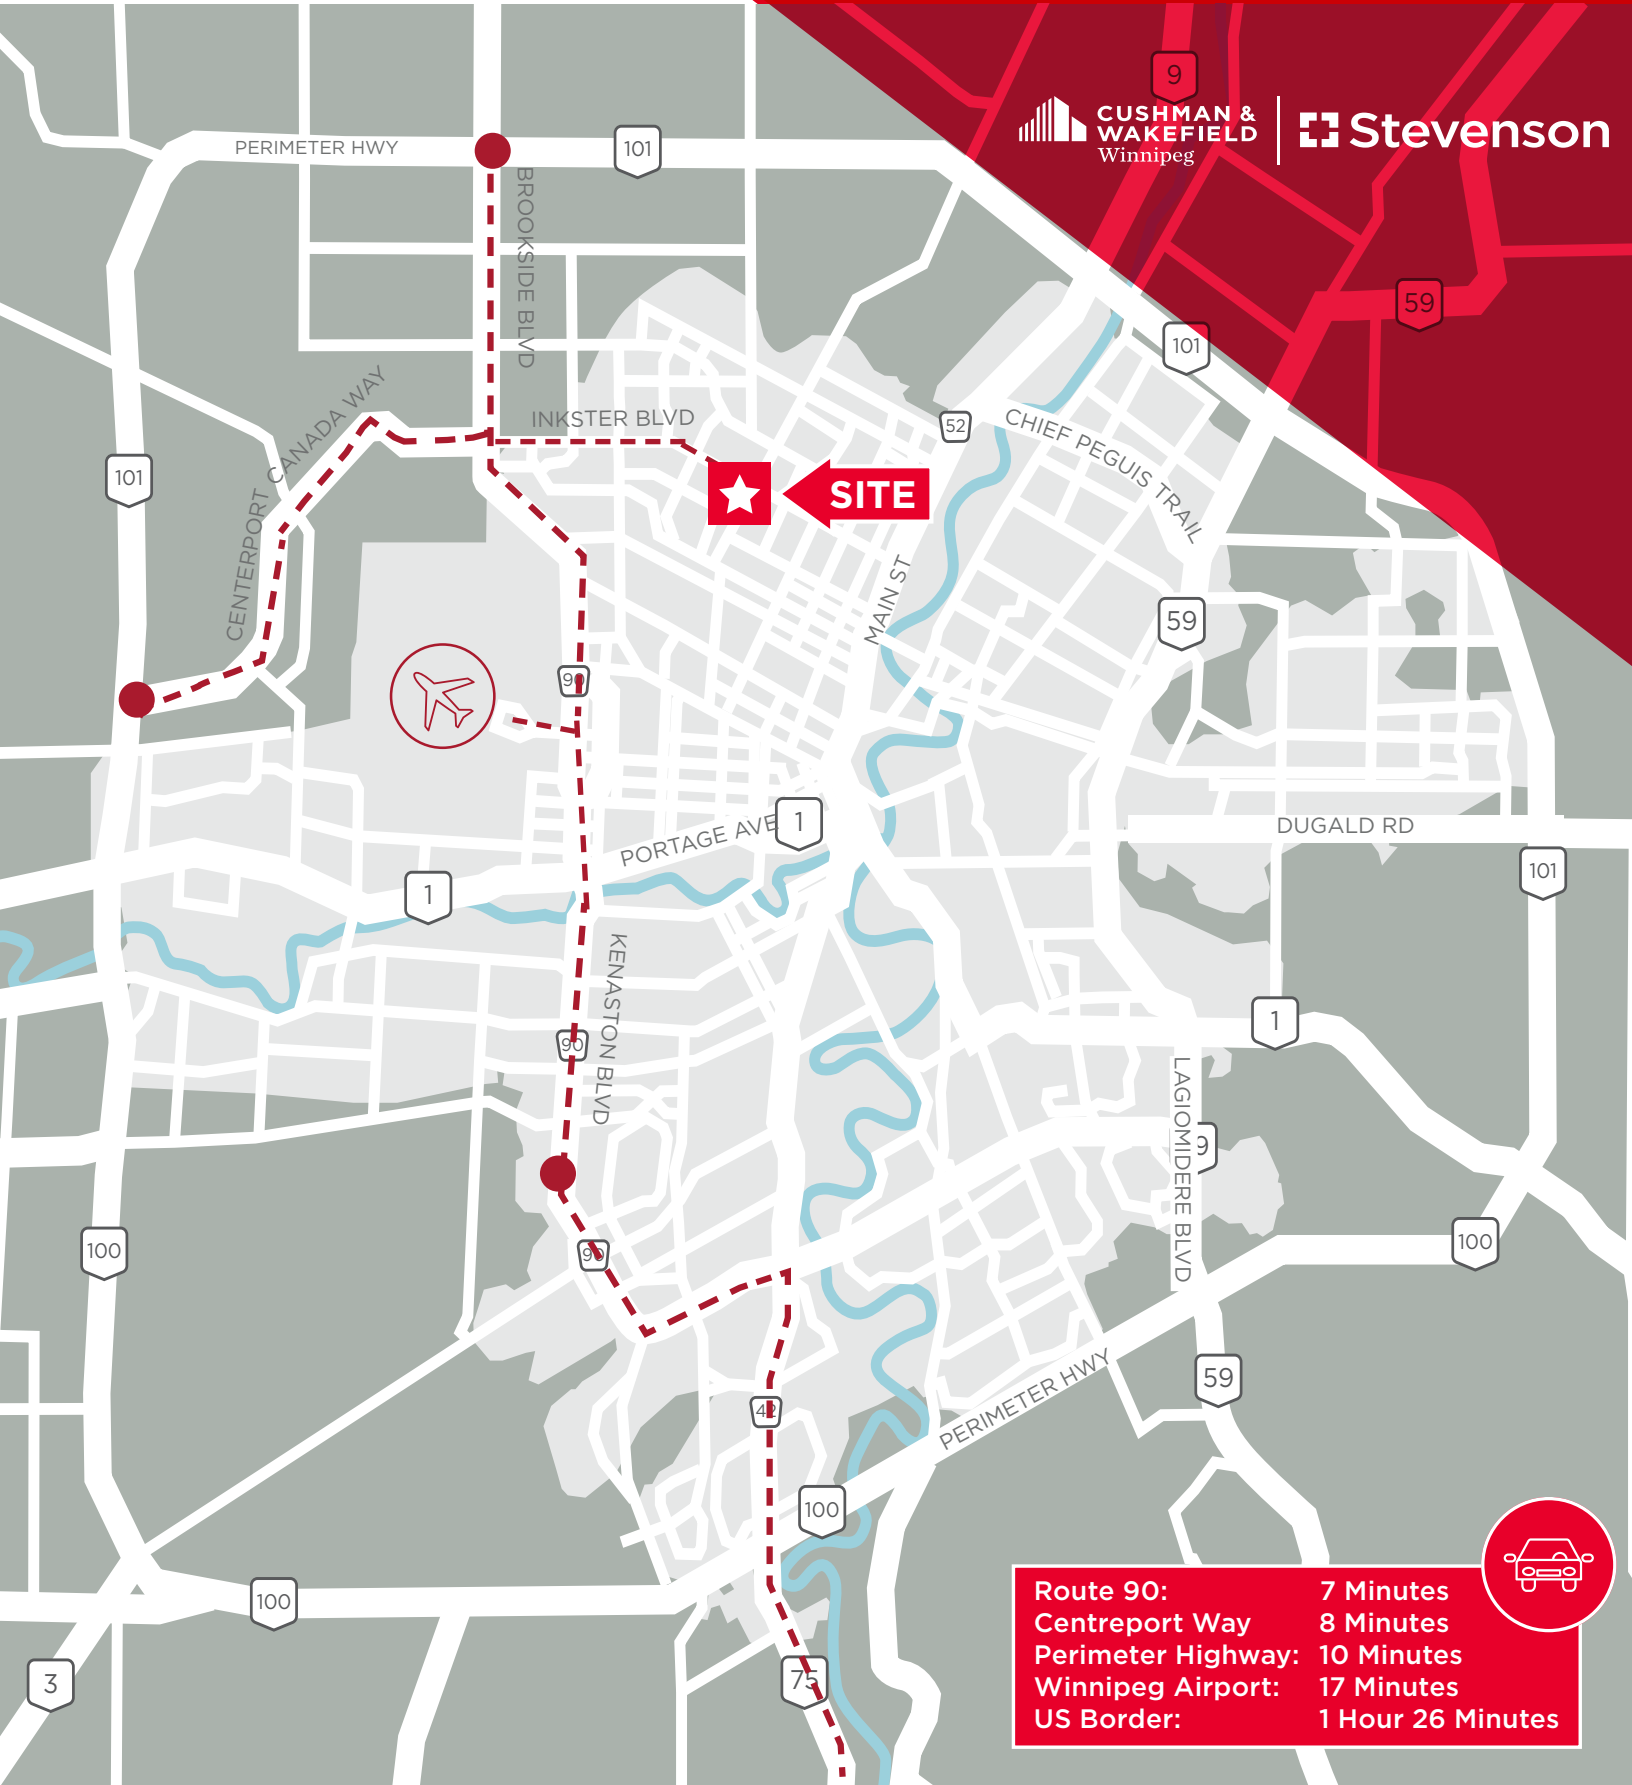 9
CUSHMAN &
WAKEFIELD
Winnipeg
Stevenson
PERIMETER HWY
101
BROOKSIDE BLVD
59
101
CENTERPORT CANADA WAY
INKSTER BLVD
52
CHIEF PEGUIS TRAIL
101
SITE
MAIN ST
59
90
PORTAGE AVE
1
DUGALD RD
101
1
KENASTON BLVD
1
90
LAGIOMIDERE BLVD
9
100
90
100
PERIMETER HWY
59
42
100
100
3
75
Route 90: 7 Minutes
Centreport Way 8 Minutes
Perimeter Highway: 10 Minutes
Winnipeg Airport: 17 Minutes
US Border: 1 Hour 26 Minutes